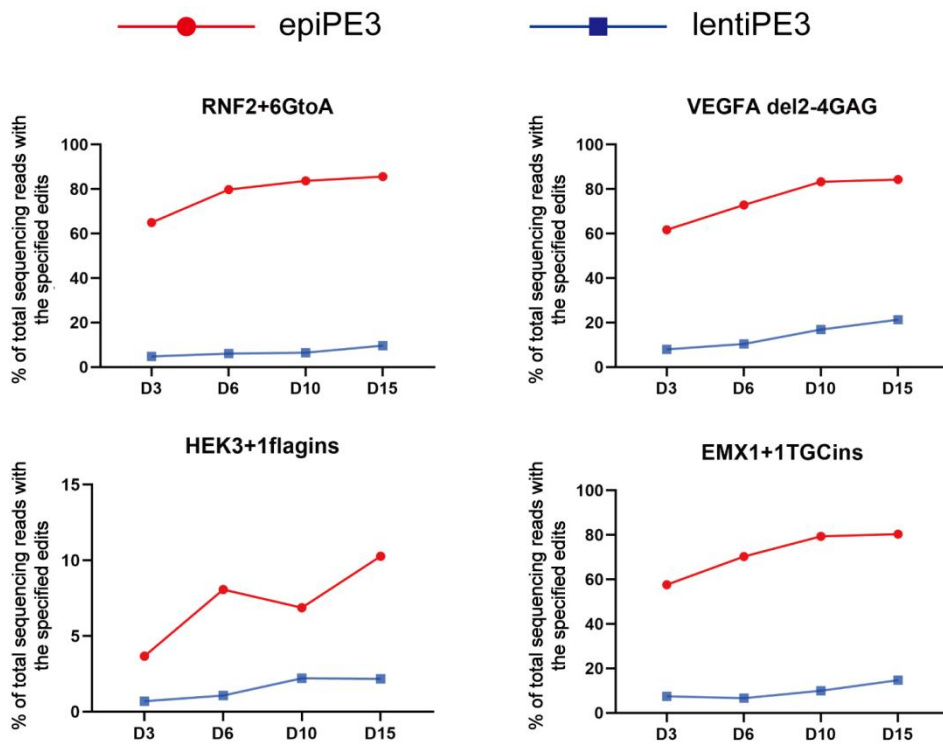 epiPE3
lentiPE3
RNF2+6GtoA
% of total sequencing reads with
the specified edits
100
80
60
40
20
0
D3 D6 D10 D15
VEGFA del2-4GAG
% of total sequencing reads with
the specified edits
100
80
60
40
20
0
D3 D6 D10 D15
HEK3+1flagins
% of total sequencing reads with
the specified edits
15
10
5
0
D3 D6 D10 D15
EMX1+1TGCins
% of total sequencing reads with
the specified edits
100
80
60
40
20
0
D3 D6 D10 D15